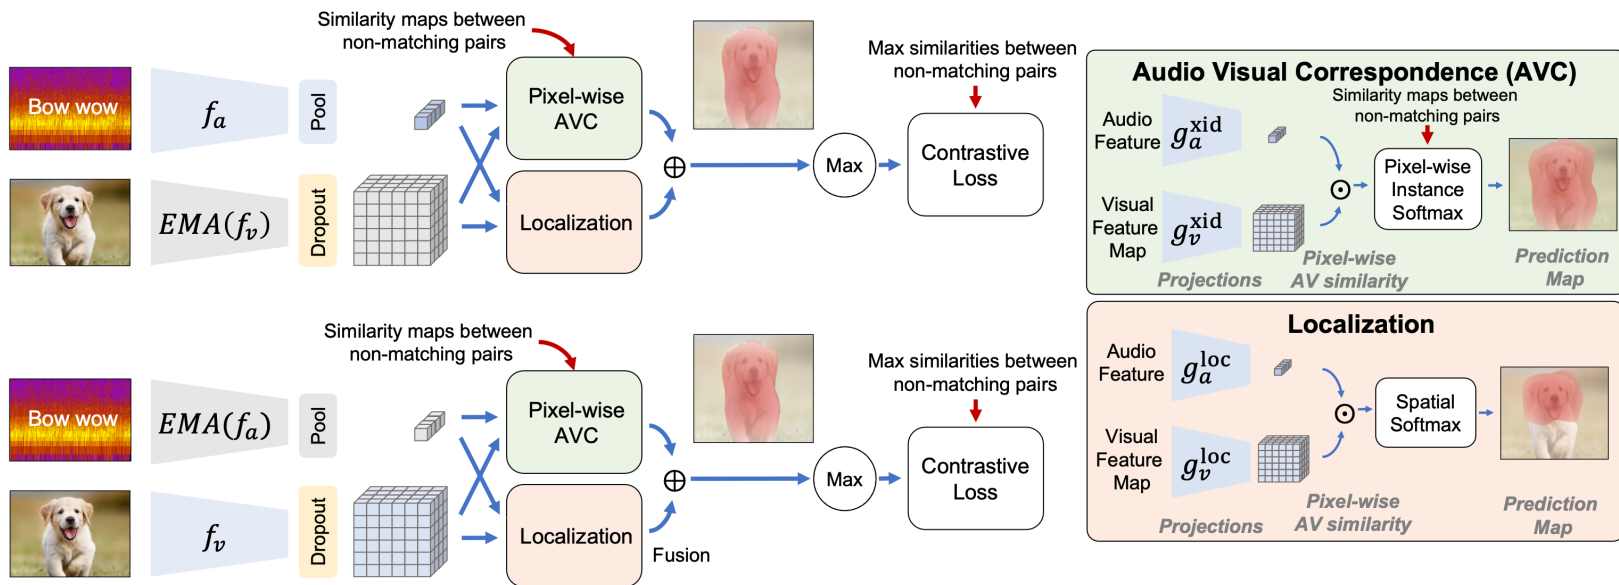 Similarity maps between
non-matching pairs
Bow wow
f_a
Pool
Pixel-wise
AVC
EMA(f_v)
Dropout
Localization
⊕
Max
Max similarities between
non-matching pairs
Contrastive
Loss
Similarity maps between
non-matching pairs
Bow wow
EMA(f_a)
Pool
Pixel-wise
AVC
f_v
Dropout
Localization
⊕
Fusion
Max
Max similarities between
non-matching pairs
Contrastive
Loss
Audio Visual Correspondence (AVC)
Similarity maps between
non-matching pairs
Audio
Feature
g_a^xid
Visual
Feature
Map
g_v^xid
⊙
Pixel-wise
Instance
Softmax
Projections
Pixel-wise
AV similarity
Prediction
Map
Localization
Audio
Feature
g_a^loc
Visual
Feature
Map
g_v^loc
⊙
Spatial
Softmax
Projections
Pixel-wise
AV similarity
Prediction
Map